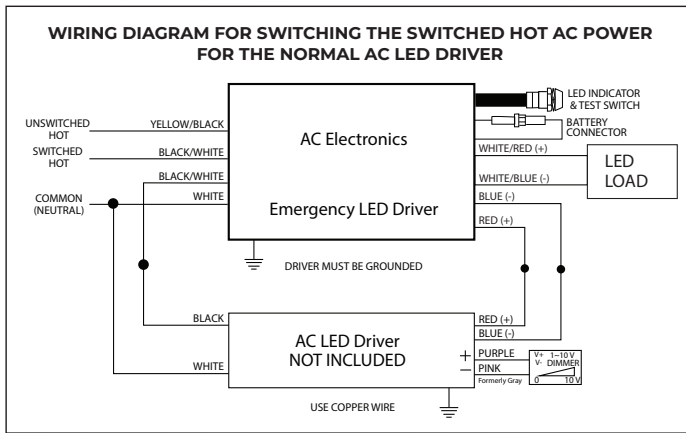 WIRING DIAGRAM FOR SWITCHING THE SWITCHED HOT AC POWER
FOR THE NORMAL AC LED DRIVER
UNSWITCHED
HOT
SWITCHED
HOT
COMMON
(NEUTRAL)
YELLOW/BLACK
BLACK/WHITE
BLACK/WHITE
WHITE
AC Electronics
Emergency LED Driver
LED INDICATOR
& TEST SWITCH
BATTERY
CONNECTOR
WHITE/RED (+)
WHITE/BLUE (-)
LED
LOAD
BLUE (-)
RED (+)
DRIVER MUST BE GROUNDED
BLACK
WHITE
AC LED Driver
NOT INCLUDED
RED (+)
BLUE (-)
+ PURPLE
– PINK
Formerly Gray
V+ 1~10 V
V- DIMMER
0 10 V
USE COPPER WIRE